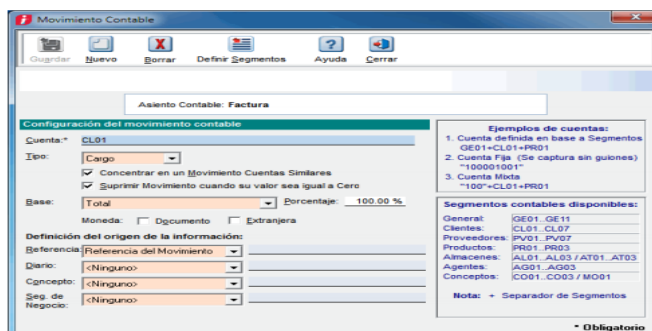 Movimiento Contable
Guardar Nuevo Borrar Definir Segmentos Ayuda Cerrar
Asiento Contable: Factura
Configuración del movimiento contable
Cuenta:* CL01
Tipo: Cargo
Concentrar en un Movimiento Cuentas Similares
Suprimir Movimiento cuando su valor sea igual a Cero
Base: Total Porcentaje: 100.00 %
Moneda: Documento Extranjera
Definición del origen de la información:
Referencia: Referencia del Movimiento
Diario: <Ninguno>
Concepto: <Ninguno>
Seg. de Negocio: <Ninguno>
Ejemplos de cuentas:
1. Cuenta definida en base a Segmentos
GE01+CL01+PR01
2. Cuenta Fija (Se captura sin guiones)
"100001001"
3. Cuenta Mixta
"100"+CL01+PR01
Segmentos contables disponibles:
General: GE01..GE11
Clientes: CL01..CL07
Proveedores: PV01..PV07
Productos: PR01..PR03
Almacenes: AL01..AL03 / AT01..AT03
Agentes: AG01..AG03
Conceptos: CO01..CO03 / MO01
Nota: + Separador de Segmentos
* Obligatorio